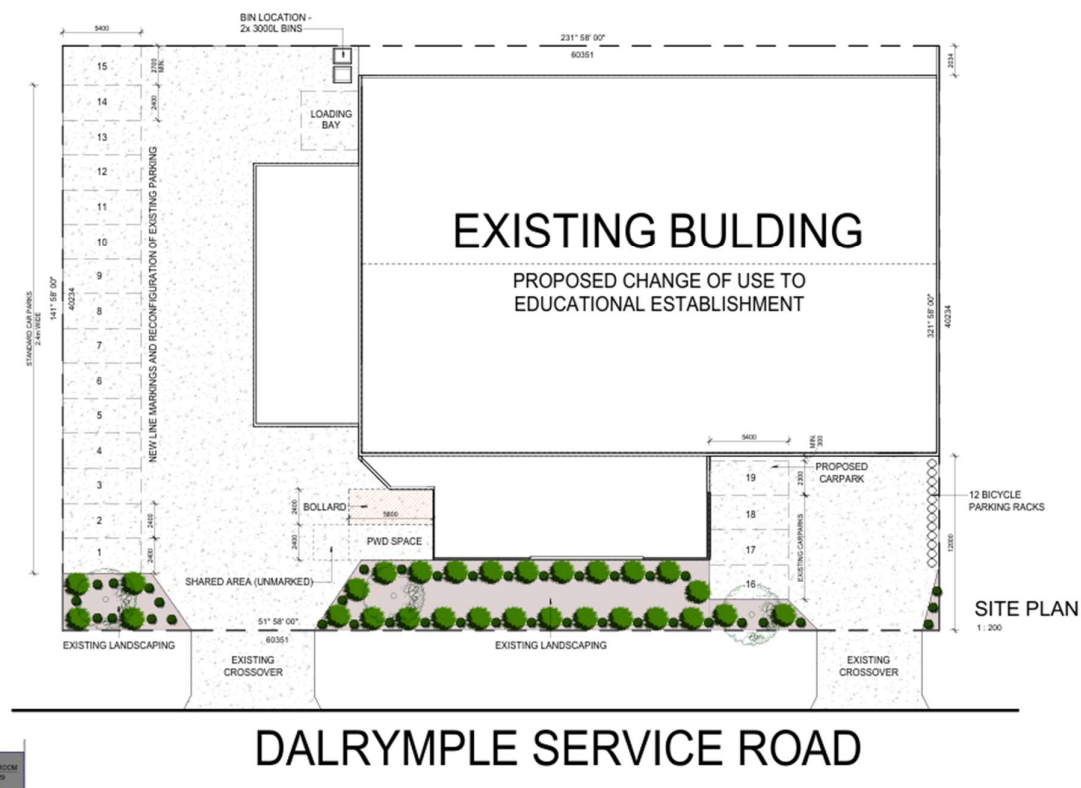 BIN LOCATION -
2x 3000L BINS
5400
231° 58' 00"
60351
2034
15
2700
MIN.
14
2400
LOADING
BAY
13
12
11
10
9
8
7
6
5
4
3
2
1
STANDARD CAR PARKS
2.4m WIDE
141° 58' 00"
40234
NEW LINE MARKINGS AND RECONFIGURATION OF EXISTING PARKING
2400
2400
EXISTING BULDING
PROPOSED CHANGE OF USE TO
EDUCATIONAL ESTABLISHMENT
321° 58' 00"
40234
5400
MIN.
300
PROPOSED
CARPARK
19
2300
18
17
16
EXISTING CARPARKS
12 BICYCLE
PARKING RACKS
12000
BOLLARD
2400
5800
2400
PWD SPACE
SHARED AREA (UNMARKED)
SITE PLAN
1 : 200
51° 58' 00"
60351
EXISTING LANDSCAPING
EXISTING LANDSCAPING
EXISTING
CROSSOVER
EXISTING
CROSSOVER
DALRYMPLE SERVICE ROAD